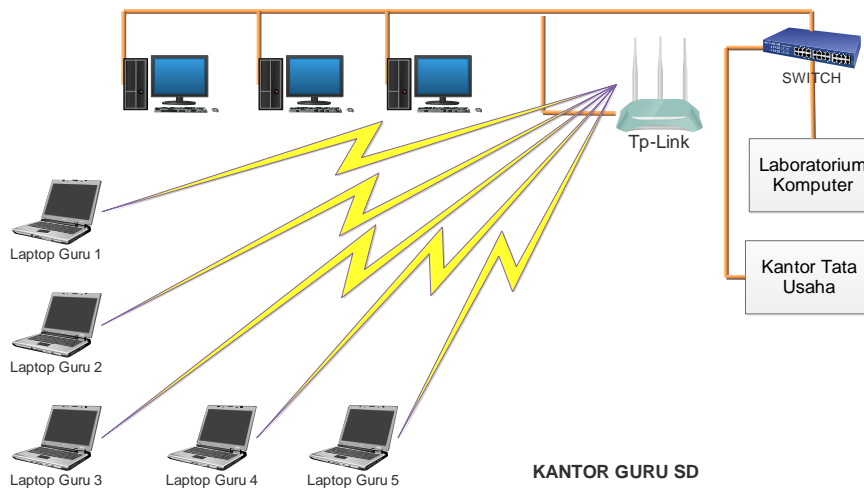 SWITCH
Tp-Link
Laboratorium
Komputer
Laptop Guru 1
Kantor Tata
Usaha
Laptop Guru 2
Laptop Guru 3
Laptop Guru 4
Laptop Guru 5
KANTOR GURU SD